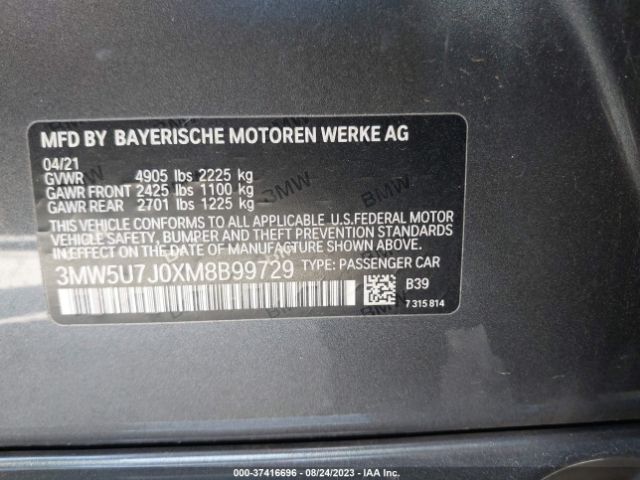 MFD BY BAYERISCHE MOTOREN WERKE AG
04/21
GVWR 4905 lbs 2225 kg
GAWR FRONT 2425 lbs 1100 kg
GAWR REAR 2701 lbs 1225 kg
THIS VEHICLE CONFORMS TO ALL APPLICABLE U.S.FEDERAL MOTOR
VEHICLE SAFETY, BUMPER AND THEFT PREVENTION STANDARDS
IN EFFECT ON THE DATE OF MANUFACTURE SHOWN ABOVE.
3MW5U7J0XM8B99729 TYPE: PASSENGER CAR
B39
7 315 814
000-37416696 - 08/24/2023 - IAA Inc.